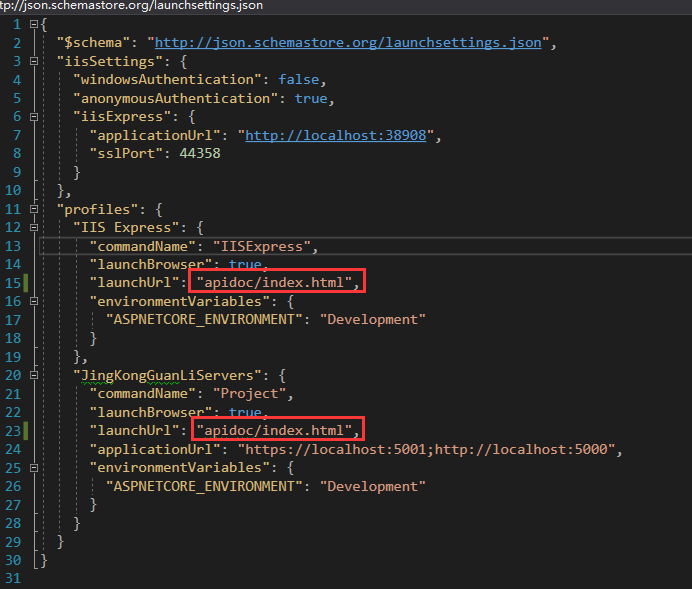 tp://json.schemastore.org/launchsettings.json
1 {
2 "$schema": "http://json.schemastore.org/launchsettings.json",
3 "iisSettings": {
4 "windowsAuthentication": false,
5 "anonymousAuthentication": true,
6 "iisExpress": {
7 "applicationUrl": "http://localhost:38908",
8 "sslPort": 44358
9 }
10 },
11 "profiles": {
12 "IIS Express": {
13 "commandName": "IISExpress",
14 "launchBrowser": true,
15 "launchUrl": "apidoc/index.html",
16 "environmentVariables": {
17 "ASPNETCORE_ENVIRONMENT": "Development"
18 }
19 },
20 "JingKongGuanLiServers": {
21 "commandName": "Project",
22 "launchBrowser": true,
23 "launchUrl": "apidoc/index.html",
24 "applicationUrl": "https://localhost:5001;http://localhost:5000",
25 "environmentVariables": {
26 "ASPNETCORE_ENVIRONMENT": "Development"
27 }
28 }
29 }
30 }
31